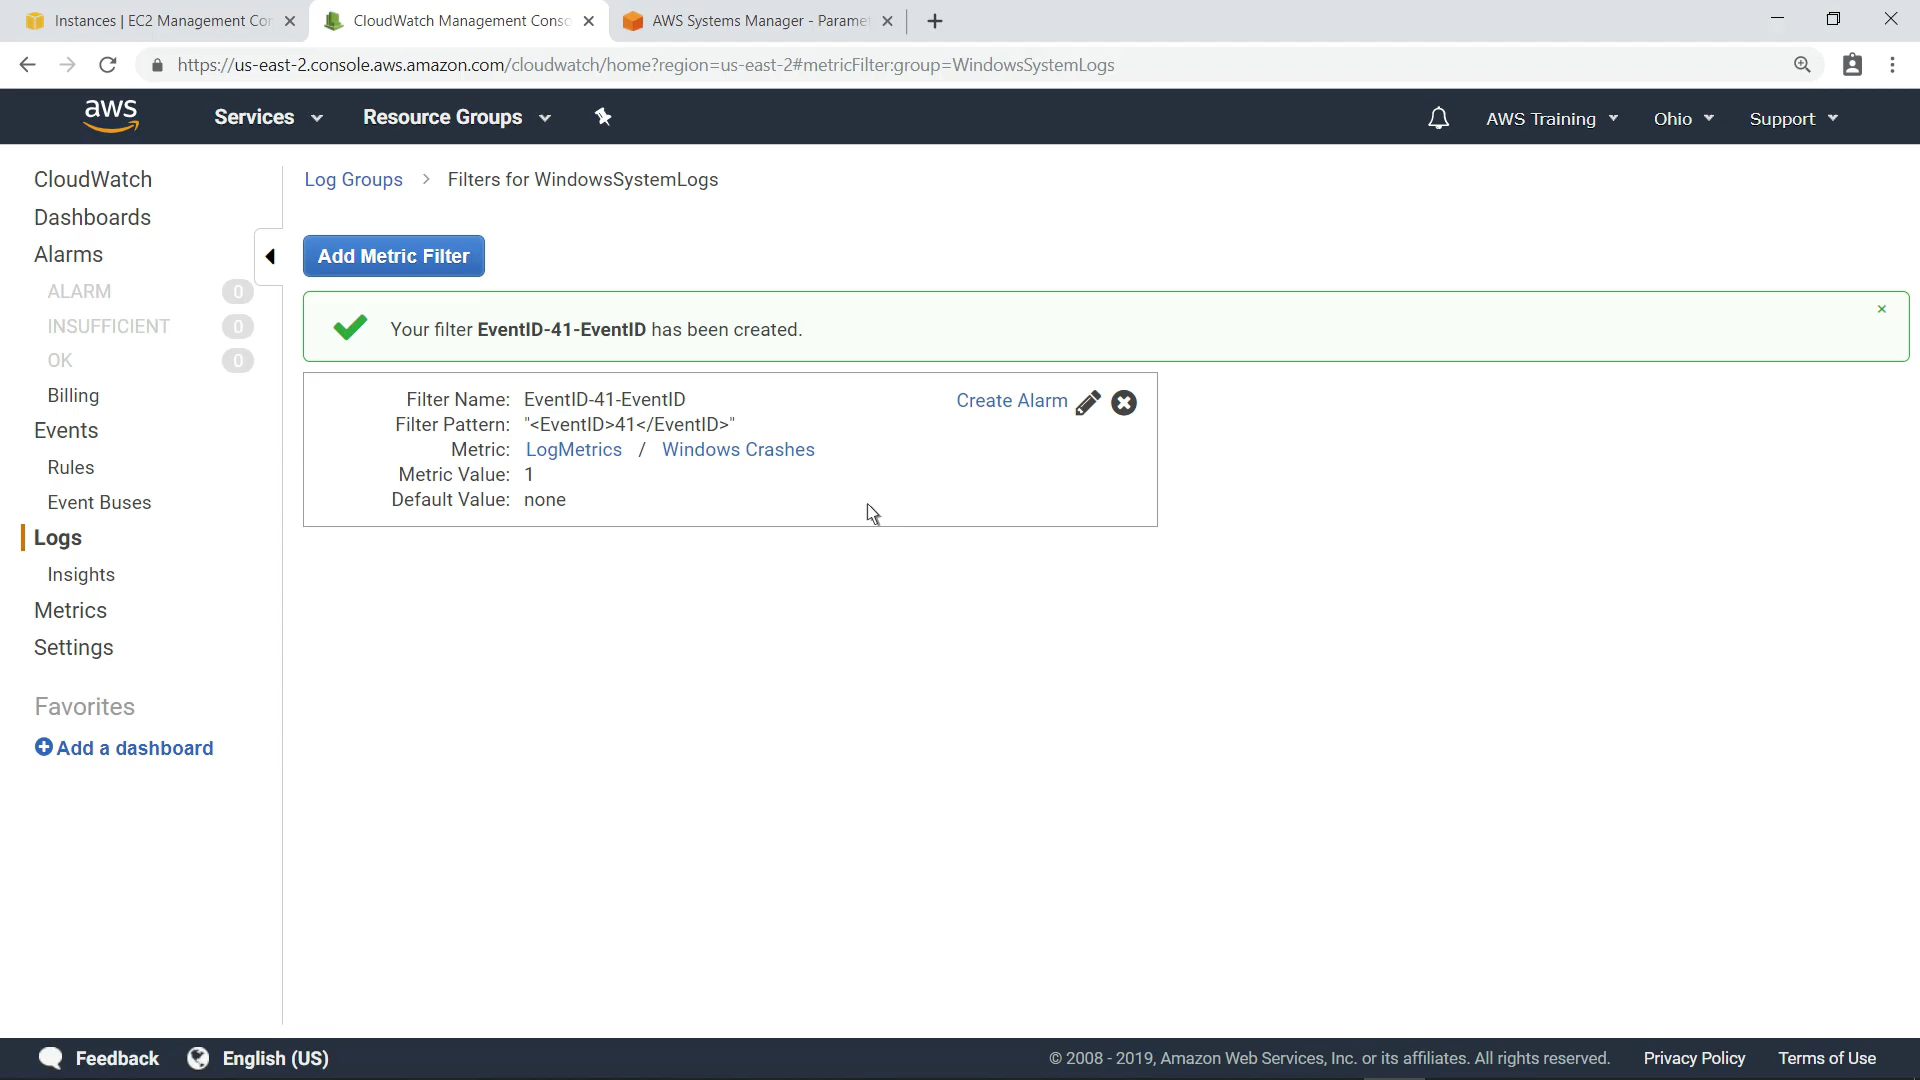 Instances | EC2 Management Con
CloudWatch Management Conso
AWS Systems Manager - Parame
https://us-east-2.console.aws.amazon.com/cloudwatch/home?region=us-east-2#metricFilter:group=WindowsSystemLogs
aws
Services
Resource Groups
AWS Training
Ohio
Support
CloudWatch
Dashboards
Alarms
ALARM 0
INSUFFICIENT 0
OK 0
Billing
Events
Rules
Event Buses
Logs
Insights
Metrics
Settings
Favorites
Add a dashboard
Log Groups > Filters for WindowsSystemLogs
Add Metric Filter
Your filter EventID-41-EventID has been created.
Filter Name: EventID-41-EventID
Create Alarm
Filter Pattern: "<EventID>41</EventID>"
Metric: LogMetrics / Windows Crashes
Metric Value: 1
Default Value: none
Feedback
English (US)
© 2008 - 2019, Amazon Web Services, Inc. or its affiliates. All rights reserved.
Privacy Policy
Terms of Use